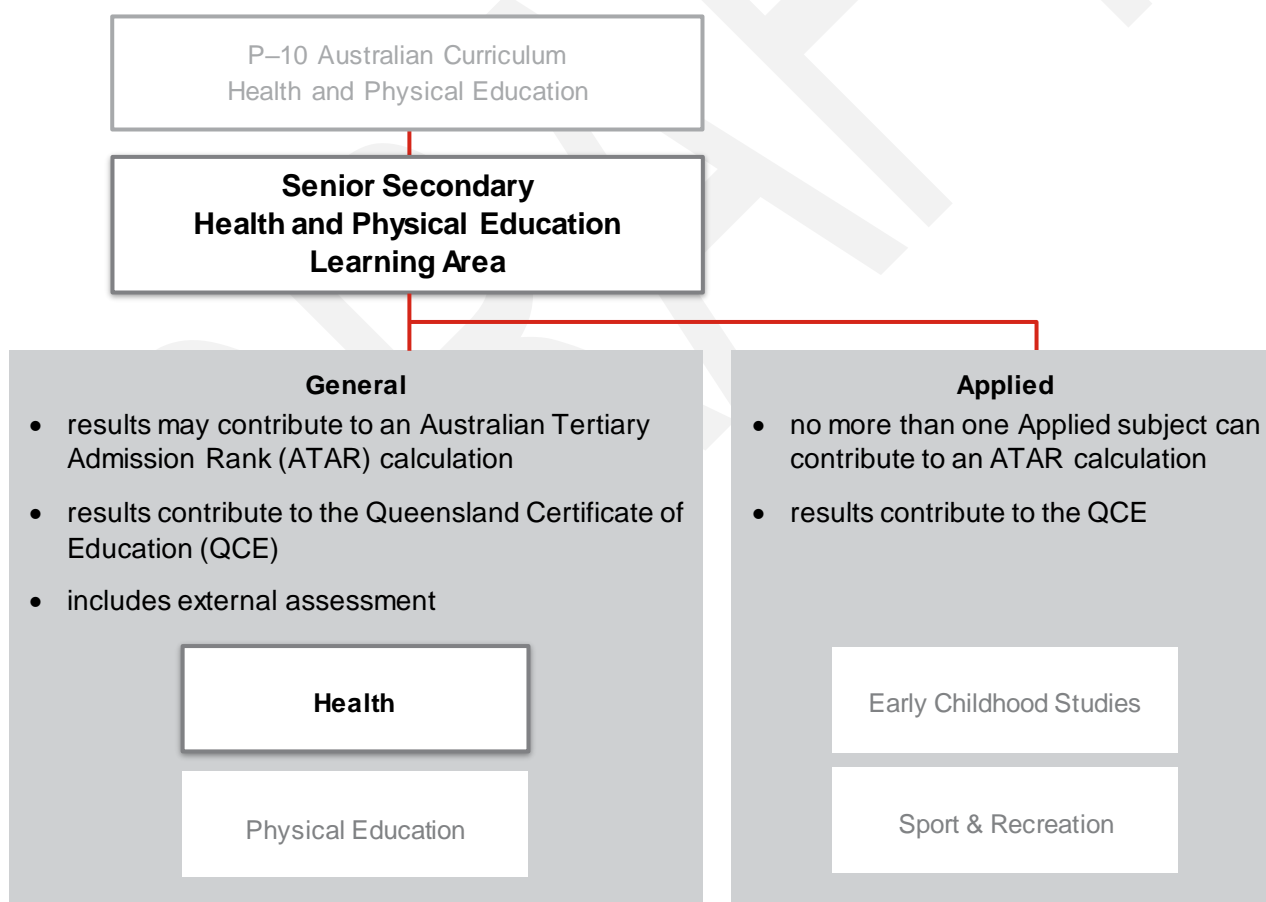 P–10 Australian Curriculum
Health and Physical Education
Senior Secondary
Health and Physical Education
Learning Area
General
• results may contribute to an Australian Tertiary
Admission Rank (ATAR) calculation
• results contribute to the Queensland Certificate of
Education (QCE)
• includes external assessment
Health
Physical Education
Applied
• no more than one Applied subject can
contribute to an ATAR calculation
• results contribute to the QCE
Early Childhood Studies
Sport & Recreation